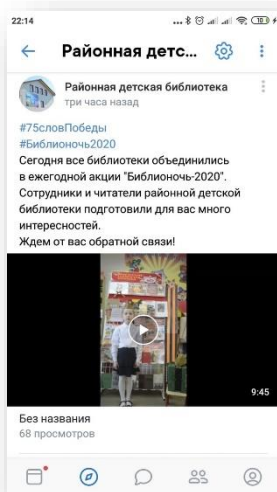 22:14
Районная детс...
Районная детская библиотека
три часа назад
#75словПобеды
#Библионочь2020
Сегодня все библиотеки объединились
в ежегодной акции "Библионочь-2020".
Сотрудники и читатели районной детской
библиотеки подготовили для вас много
интересностей.
Ждем от вас обратной связи!
9:45
Без названия
68 просмотров